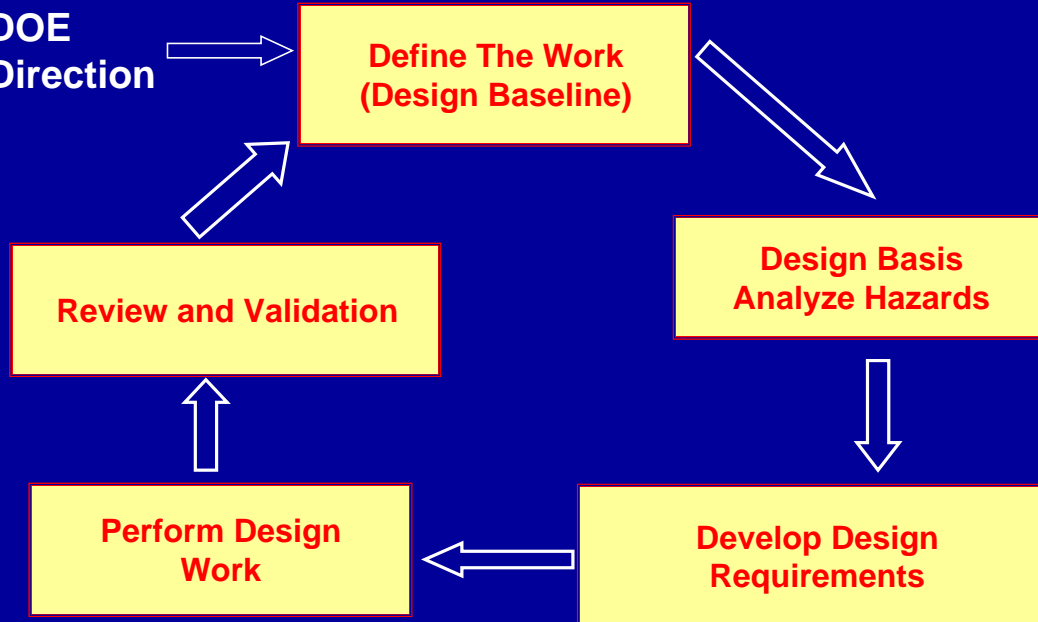 DOE
Direction
Define The Work
(Design Baseline)
Design Basis
Analyze Hazards
Develop Design
Requirements
Perform Design
Work
Review and Validation